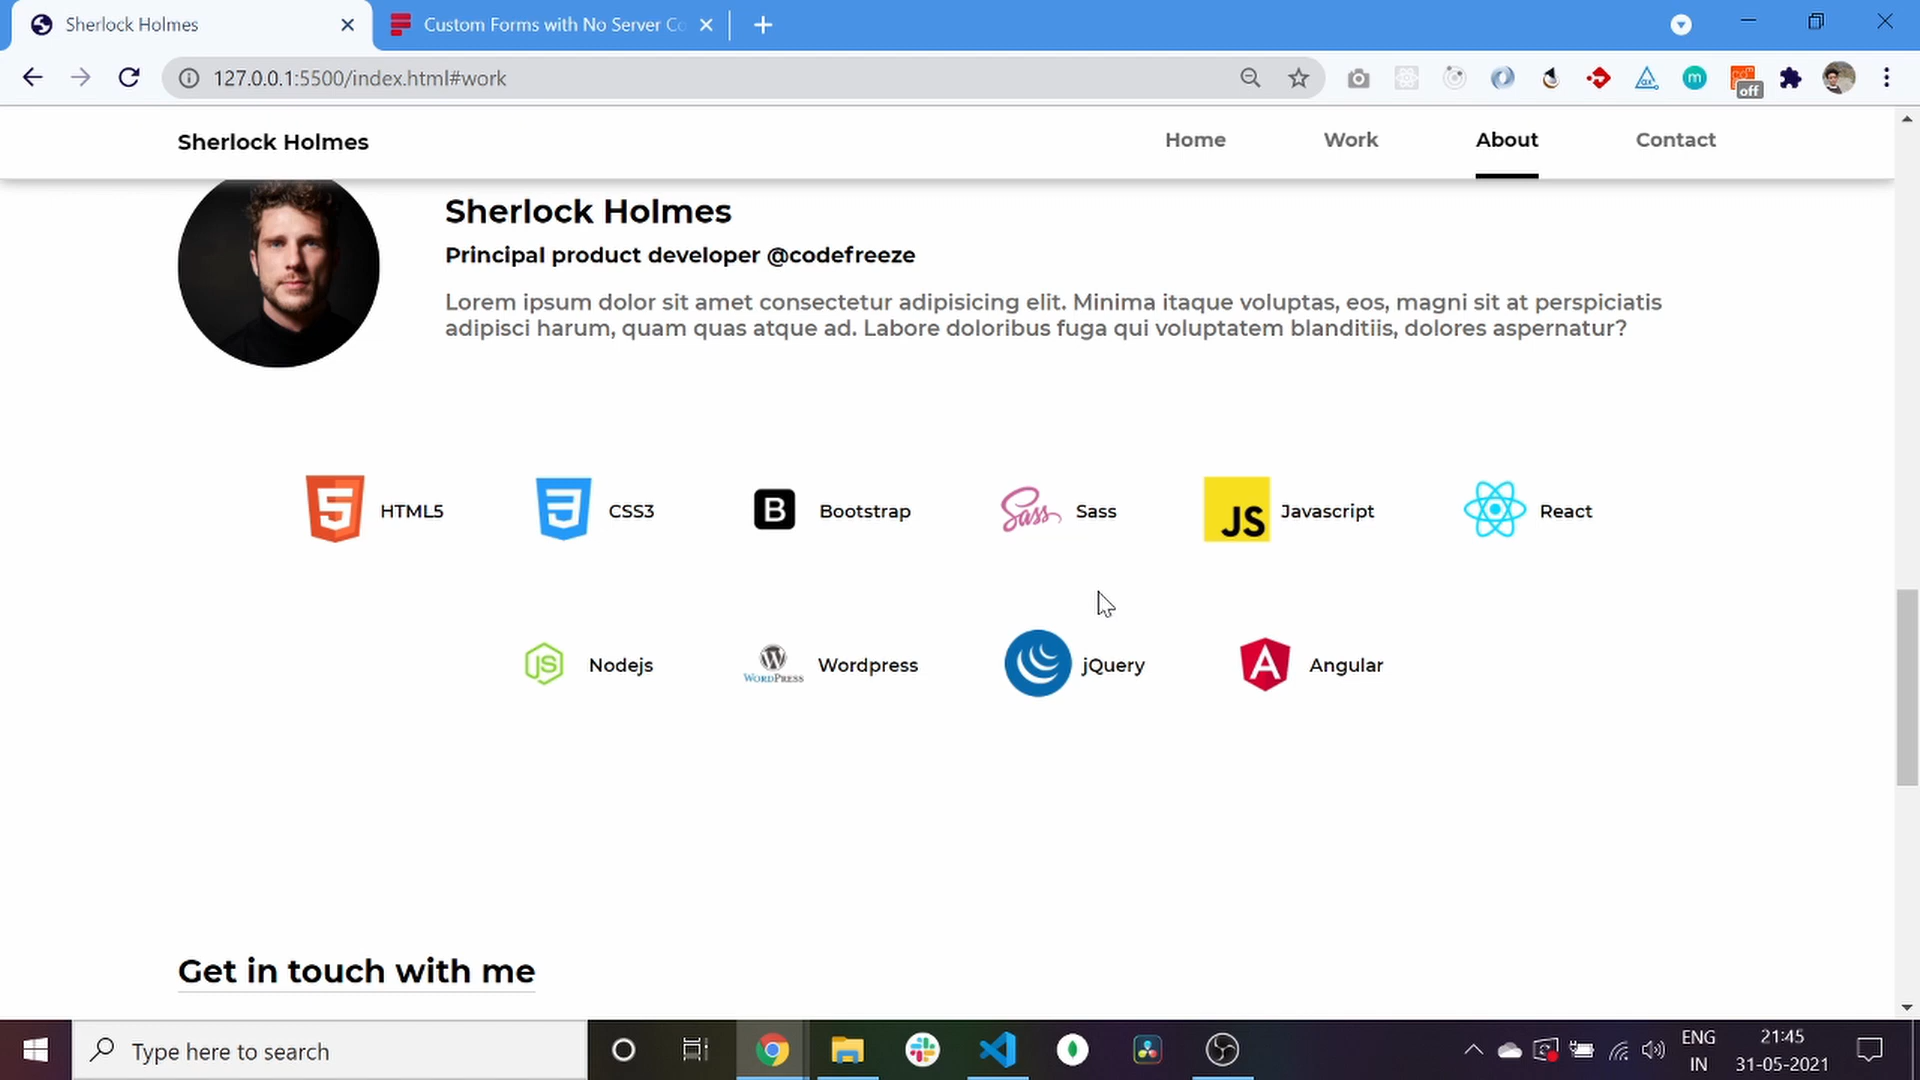 Sherlock Holmes
Custom Forms with No Server Co
127.0.0.1:5500/index.html#work
off
Sherlock Holmes
Home
Work
About
Contact
Sherlock Holmes
Principal product developer @codefreeze
Lorem ipsum dolor sit amet consectetur adipisicing elit. Minima itaque voluptas, eos, magni sit at perspiciatis
adipisci harum, quam quas atque ad. Labore doloribus fuga qui voluptatem blanditiis, dolores aspernatur?
HTML5
CSS3
B
Bootstrap
Sass
Sass
JS
Javascript
React
JS
Nodejs
W
WORDPRESS
Wordpress
jQuery
A
Angular
Get in touch with me
Type here to search
ENG
IN
21:45
31-05-2021